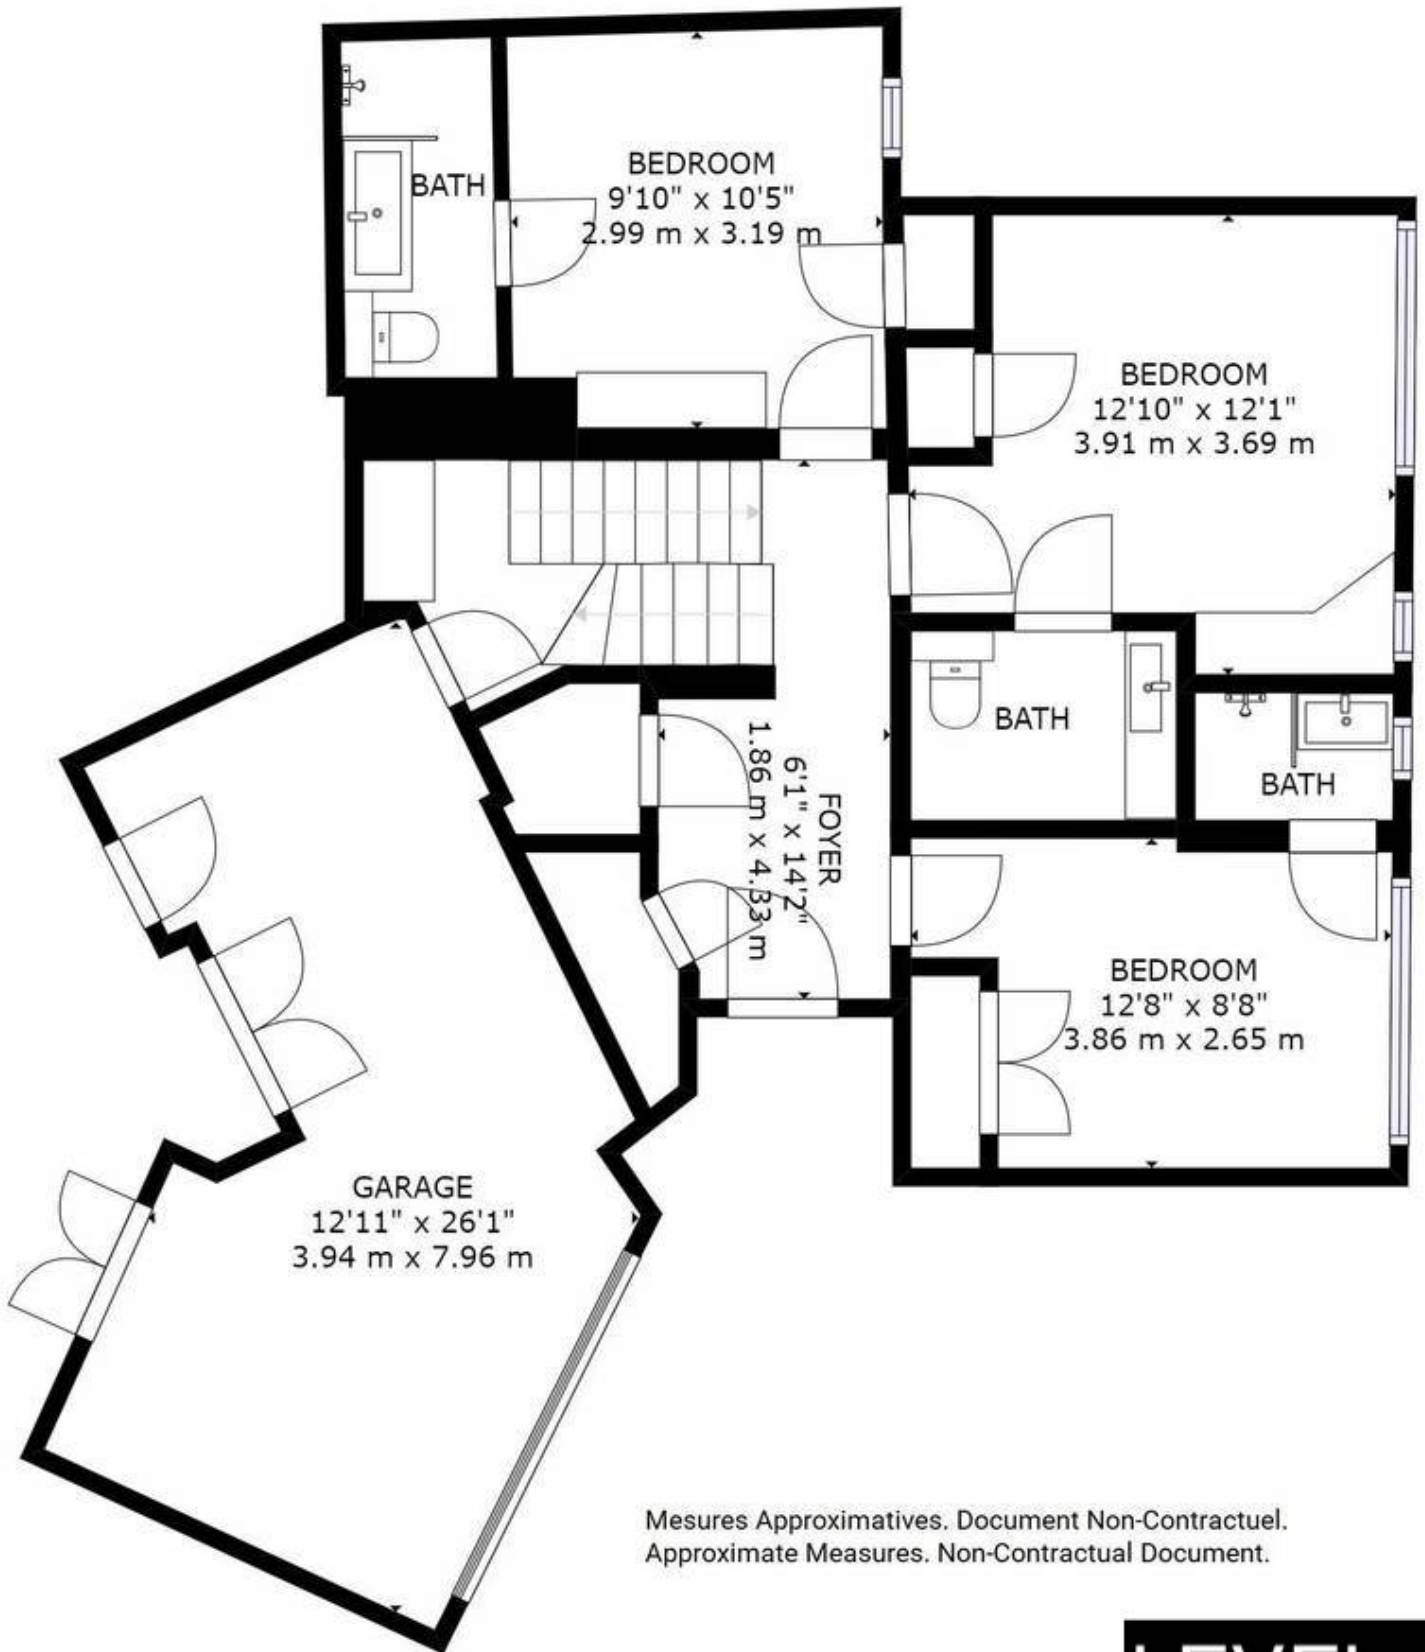 BEDROOM
9'10" x 10'5"
2.99 m x 3.19 m
BATH
BEDROOM
12'10" x 12'1"
3.91 m x 3.69 m
BATH
BATH
FOYER
6'1" x 14'2"
1.86 m x 4.33 m
BEDROOM
12'8" x 8'8"
3.86 m x 2.65 m
GARAGE
12'11" x 26'1"
3.94 m x 7.96 m
Mesures Approximatives. Document Non-Contractuel.
Approximate Measures. Non-Contractual Document.